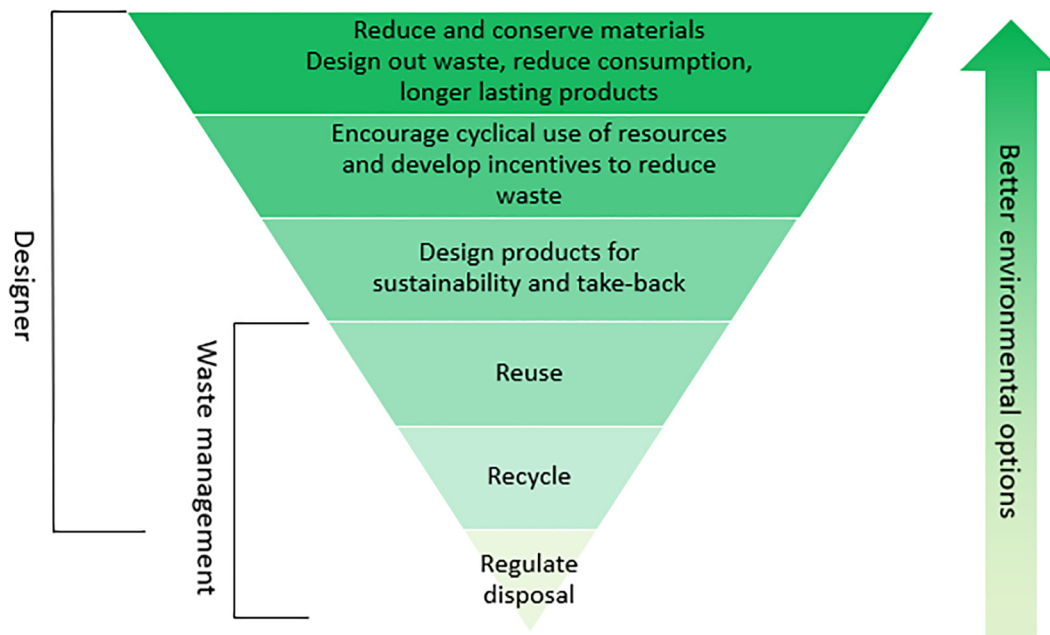 Reduce and conserve materials
Design out waste, reduce consumption,
longer lasting products
Encourage cyclical use of resources
and develop incentives to reduce
waste
Design products for
sustainability and take-back
Reuse
Recycle
Regulate
disposal
Designer
Waste management
Better environmental options